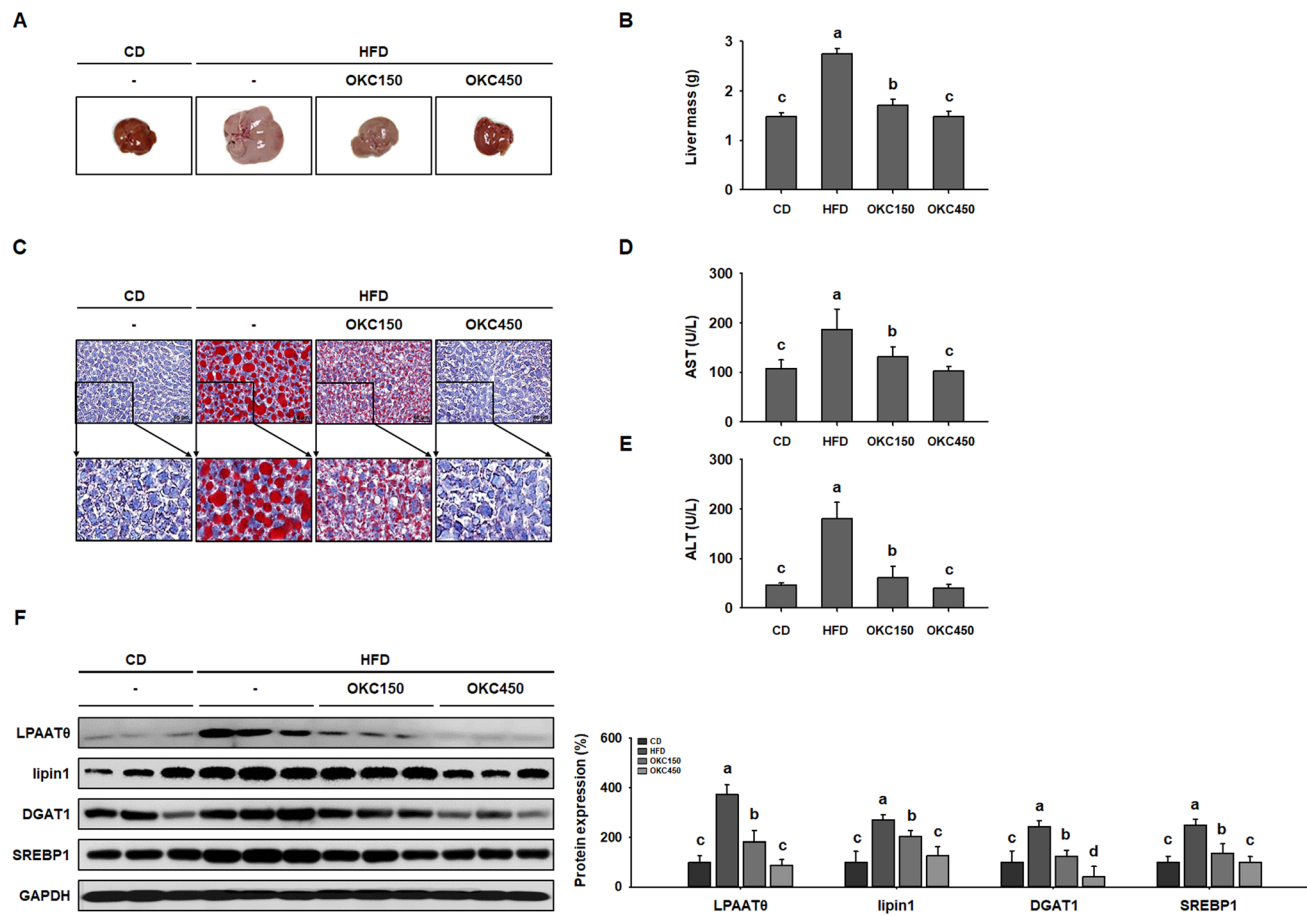 A
CD HFD
- - OKC150 OKC450
B
Liver mass (g)
3
2
1
0
c a b c
CD HFD OKC150 OKC450
C
CD HFD
- - OKC150 OKC450
D
AST (U/L)
300
200
100
0
c a b c
CD HFD OKC150 OKC450
E
ALT (U/L)
300
200
100
0
c a b c
CD HFD OKC150 OKC450
F
CD HFD
- - OKC150 OKC450
LPAATθ
lipin1
DGAT1
SREBP1
GAPDH
Protein expression (%)
600
400
200
0
CD
HFD
OKC150
OKC450
c a b c c a b c c a b d c a b c
LPAATθ lipin1 DGAT1 SREBP1